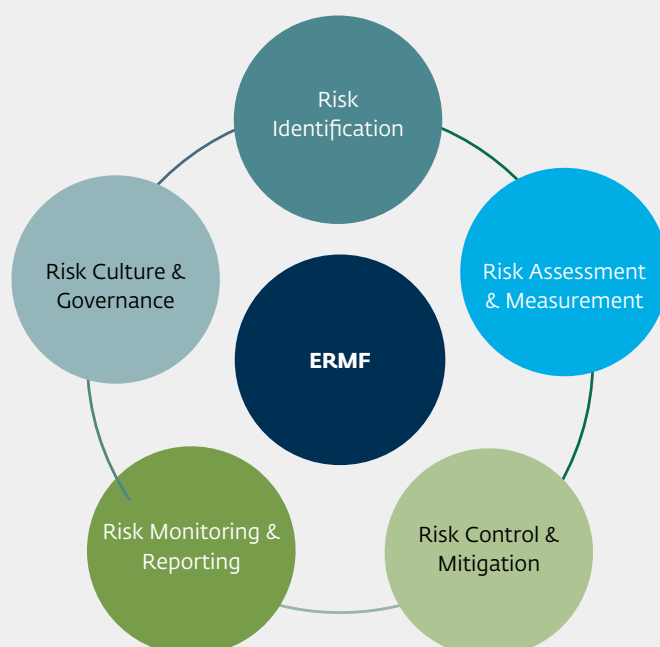 Risk
Identification
Risk Assessment
& Measurement
Risk Control &
Mitigation
Risk Monitoring &
Reporting
Risk Culture &
Governance
ERMF